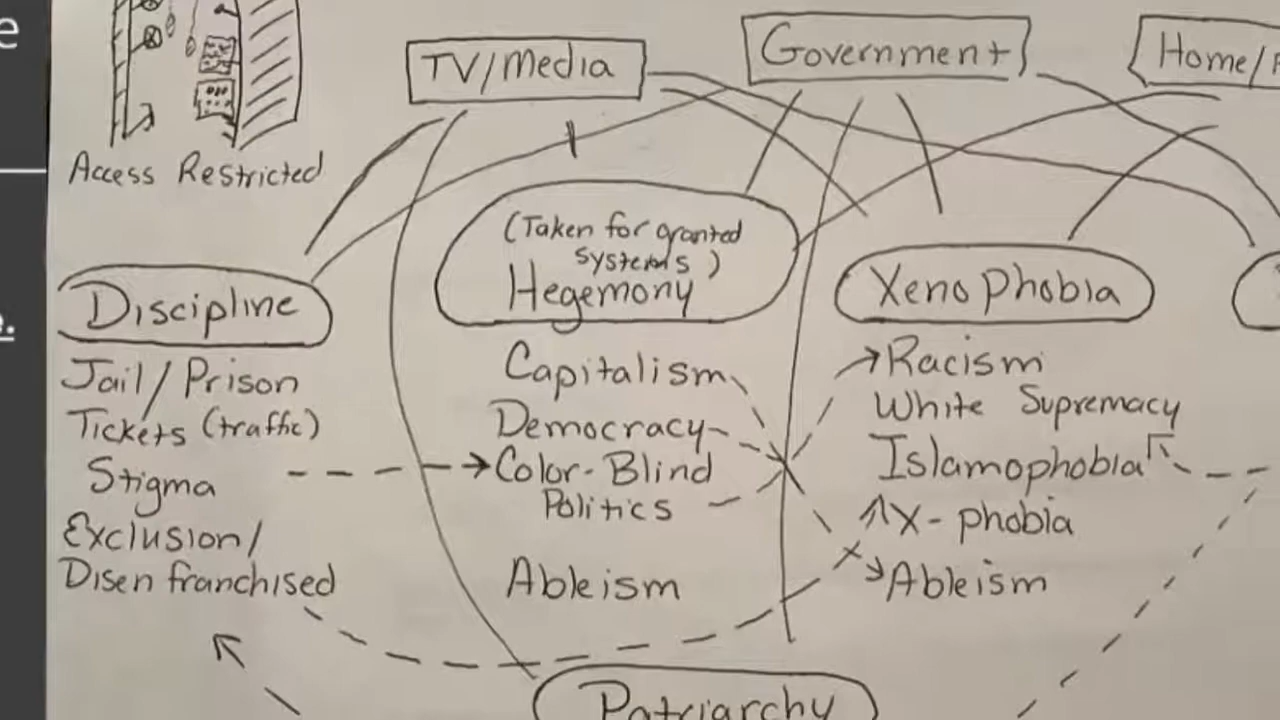 TV/Media
Government
Home/
Access Restricted
(Taken for granted
systems)
Hegemony
Discipline
Jail/Prison
Tickets (traffic)
Stigma
Exclusion/
Disenfranchised
Capitalism
Democracy
Color-Blind
Politics
Ableism
Xenophobia
Racism
White Supremacy
Islamophobia
X-phobia
Ableism
Patriarchy